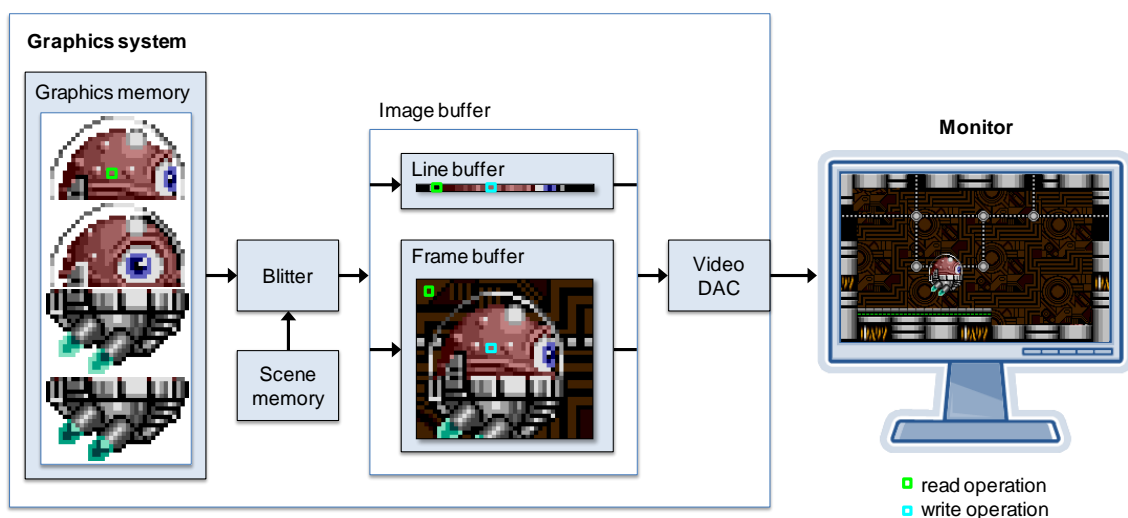 Graphics system
Graphics memory
Image buffer
Line buffer
Monitor
Frame buffer
Blitter
Video
DAC
Scene
memory
read operation
write operation